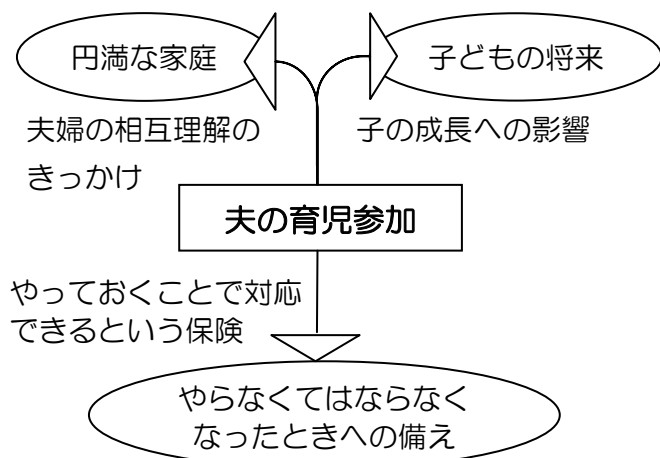 円満な家庭
子どもの将来
夫婦の相互理解の
きっかけ
子の成長への影響
夫の育児参加
やっておくことで対応
できるという保険
やらなくてはならなく
なったときへの備え